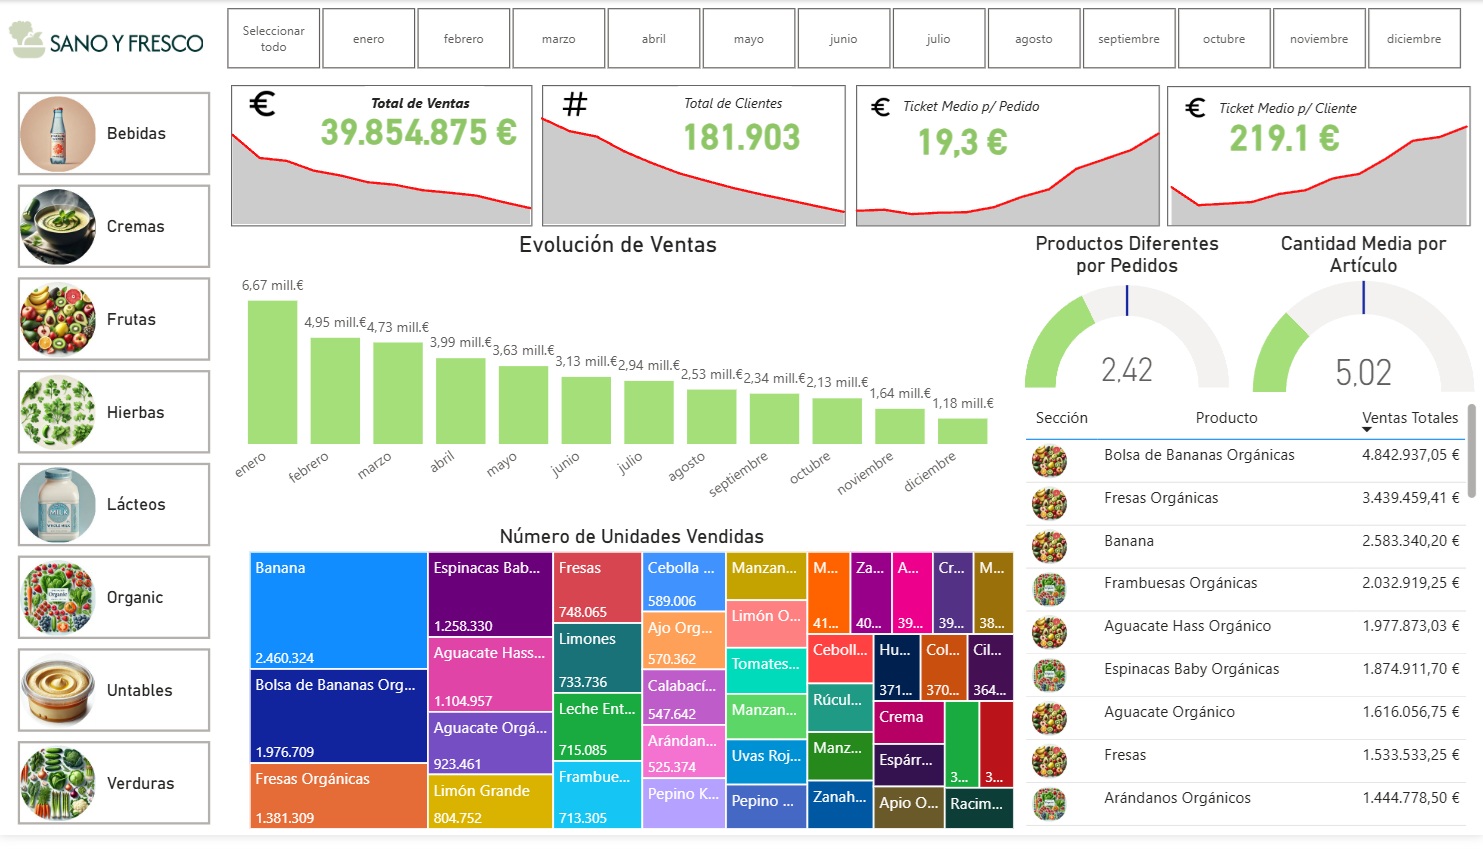 SANO Y FRESCO
Seleccionar
todo
enero
febrero
marzo
abril
mayo
junio
julio
agosto
septiembre
octubre
noviembre
diciembre
Bebidas
Cremas
Frutas
Hierbas
Lácteos
Organic
Untables
Verduras
€
Total de Ventas
39.854.875 €
#
Total de Clientes
181.903
€
Ticket Medio p/ Pedido
19,3 €
€
Ticket Medio p/ Cliente
219.1 €
Evolución de Ventas
6,67 mill.€
4,95 mill.€
4,73 mill.€
3,99 mill.€
3,63 mill.€
3,13 mill.€
2,94 mill.€
2,53 mill.€
2,34 mill.€
2,13 mill.€
1,64 mill.€
1,18 mill.€
enero
febrero
marzo
abril
mayo
junio
julio
agosto
septiembre
octubre
noviembre
diciembre
Productos Diferentes
por Pedidos
2,42
Cantidad Media por
Artículo
5,02
Número de Unidades Vendidas
Banana
2.460.324
Bolsa de Bananas Org...
1.976.709
Fresas Orgánicas
1.381.309
Espinacas Bab...
1.258.330
Aguacate Hass...
1.104.957
Aguacate Orgá...
923.461
Limón Grande
804.752
Fresas
748.065
Limones
733.736
Leche Ent...
715.085
Frambue...
713.305
Cebolla ...
589.006
Ajo Org...
570.362
Calabací...
547.642
Arándan...
525.374
Pepino K...
Manzan...
Limón O...
Tomates...
Manzan...
Uvas Roj...
Pepino ...
M...
41...
Za...
40...
A...
39...
Cr...
39...
M...
38...
Ceboll...
Rúcul...
Manz...
Zanah...
Hu...
371...
Col...
370...
Cil...
364...
Crema
Espárr...
Apio O...
3...
3...
Racim...
Sección Producto Ventas Totales
Bolsa de Bananas Orgánicas 4.842.937,05 €
Fresas Orgánicas 3.439.459,41 €
Banana 2.583.340,20 €
Frambuesas Orgánicas 2.032.919,25 €
Aguacate Hass Orgánico 1.977.873,03 €
Espinacas Baby Orgánicas 1.874.911,70 €
Aguacate Orgánico 1.616.056,75 €
Fresas 1.533.533,25 €
Arándanos Orgánicos 1.444.778,50 €
MILK
Organic